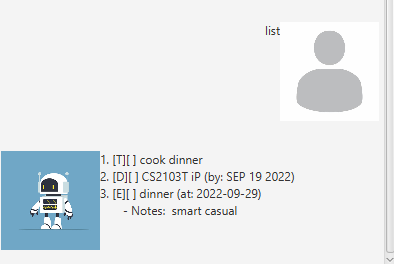 list
1. [T][ ] cook dinner
2. [D][ ] CS2103T iP (by: SEP 19 2022)
3. [E][ ] dinner (at: 2022-09-29)
- Notes:  smart casual